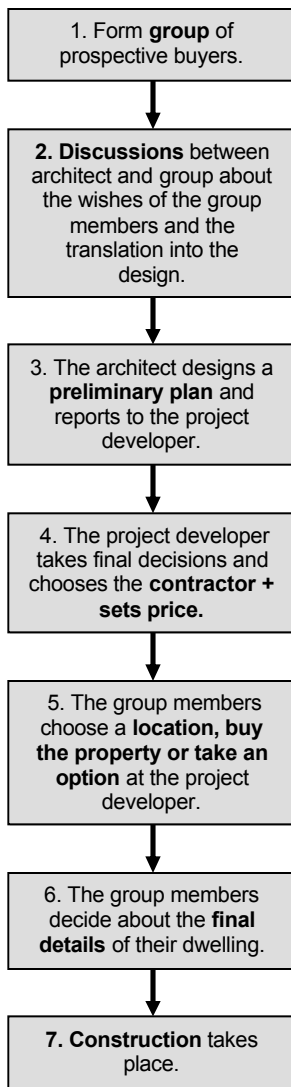 1. Form group of
prospective buyers.
2. Discussions between
architect and group about
the wishes of the group
members and the
translation into the
design.
3. The architect designs a
preliminary plan and
reports to the project
developer.
4. The project developer
takes final decisions and
chooses the contractor +
sets price.
5. The group members
choose a location, buy
the property or take an
option at the project
developer.
6. The group members
decide about the final
details of their dwelling.
7. Construction takes
place.